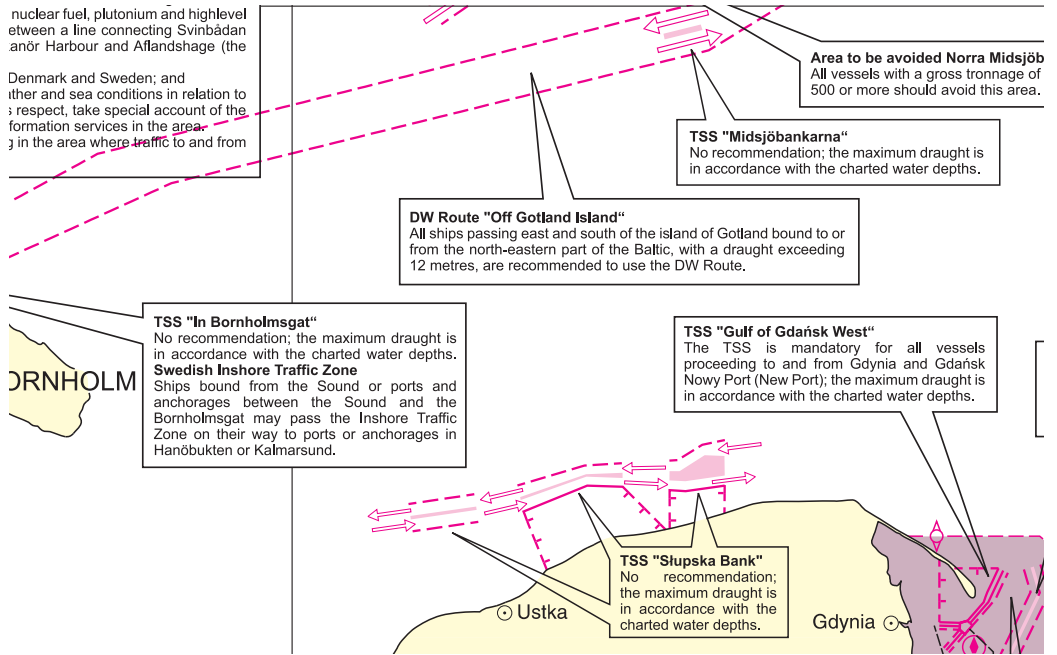 nuclear fuel, plutonium and highlevel
etween a line connecting Svinbådan
anör Harbour and Aflandshage (the
Denmark and Sweden; and
ather and sea conditions in relation to
s respect, take special account of the
formation services in the area.
g in the area where traffic to and from
Area to be avoided Norra Midsjöb
All vessels with a gross tronnage of
500 or more should avoid this area.
TSS "Midsjöbankarna“
No recommendation; the maximum draught is
in accordance with the charted water depths.
DW Route "Off Gotland Island“
All ships passing east and south of the island of Gotland bound to or
from the north-eastern part of the Baltic, with a draught exceeding
12 metres, are recommended to use the DW Route.
TSS "In Bornholmsgat“
No recommendation; the maximum draught is
in accordance with the charted water depths.
Swedish Inshore Traffic Zone
Ships bound from the Sound or ports and
anchorages between the Sound and the
Bornholmsgat may pass the Inshore Traffic
Zone on their way to ports or anchorages in
Hanöbukten or Kalmarsund.
ORNHOLM
TSS "Gulf of Gdańsk West“
The TSS is mandatory for all vessels
proceeding to and from Gdynia and Gdańsk
Nowy Port (New Port); the maximum draught is
in accordance with the charted water depths.
TSS "Słupska Bank"
No recommendation;
the maximum draught is
in accordance with the
charted water depths.
Ustka
Gdynia